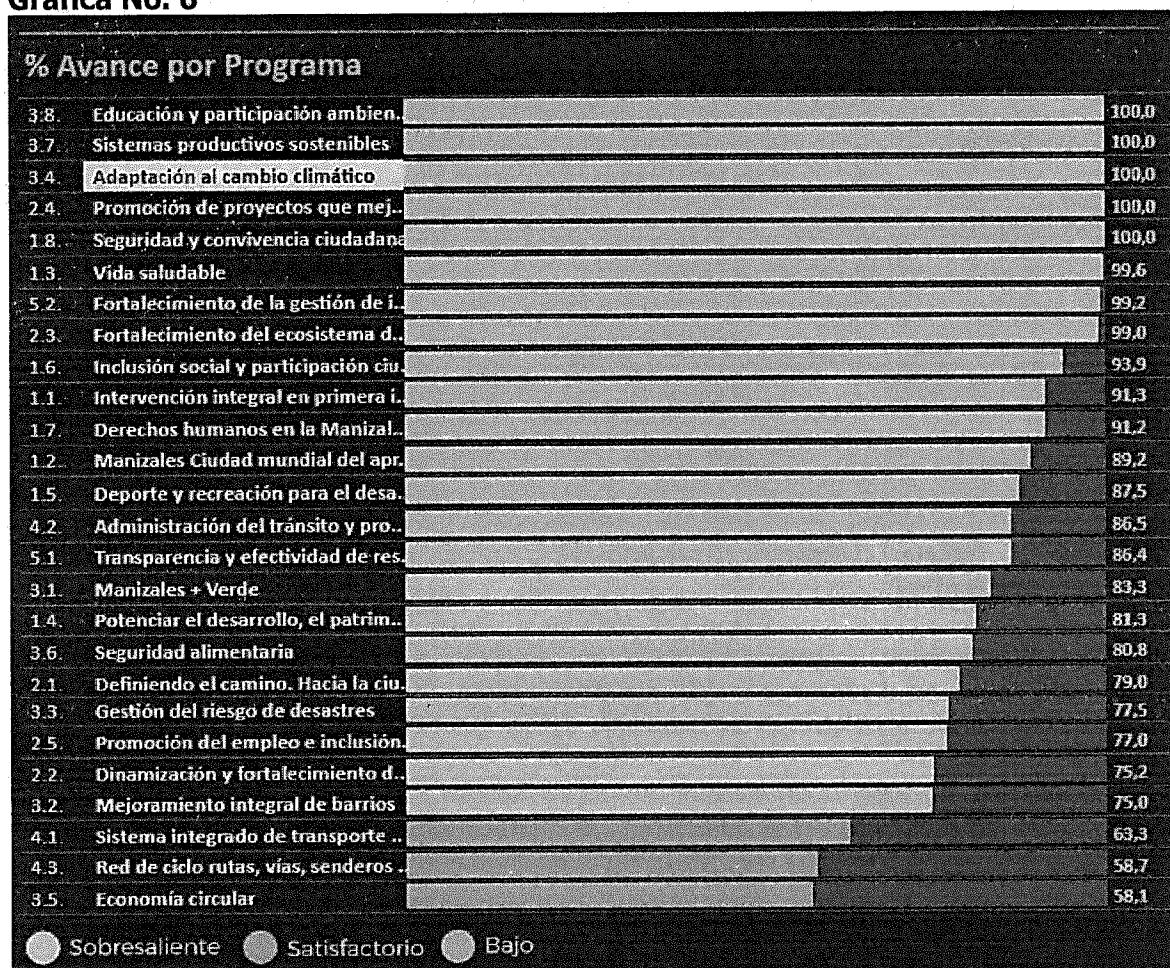 Gráfica No. 6
% Avance por Programa
3.8. Educación y participación ambien.. 100,0
3.7. Sistemas productivos sostenibles 100,0
3.4. Adaptación al cambio climático 100,0
2.4. Promoción de proyectos que mej.. 100,0
1.8. Seguridad y convivencia ciudadana 100,0
1.3. Vida saludable 99,6
5.2. Fortalecimiento de la gestión de i.. 99,2
2.3. Fortalecimiento del ecosistema d.. 99,0
1.6. Inclusión social y participación ciu. 93,9
1.1. Intervención integral en primera i.. 91,3
1.7. Derechos humanos en la Manizal.. 91,2
1.2. Manizales Ciudad mundial del apr. 89,2
1.5. Deporte y recreación para el desa. 87,5
4.2. Administración del tránsito y pro.. 86,5
5.1. Transparencia y efectividad de res. 86,4
3.1. Manizales + Verde 83,3
1.4. Potenciar el desarrollo, el patrim.. 81,3
3.6. Seguridad alimentaria 80,8
2.1. Definiendo el camino. Hacia la ciu. 79,0
3.3. Gestión del riesgo de desastres 77,5
2.5. Promoción del empleo e inclusión. 77,0
2.2. Dinamización y fortalecimiento d.. 75,2
3.2. Mejoramiento integral de barrios 75,0
4.1. Sistema integrado de transporte .. 63,3
4.3. Red de ciclo rutas, vías, senderos .. 58,7
3.5. Economía circular 58,1
Sobresaliente Satisfactorio Bajo